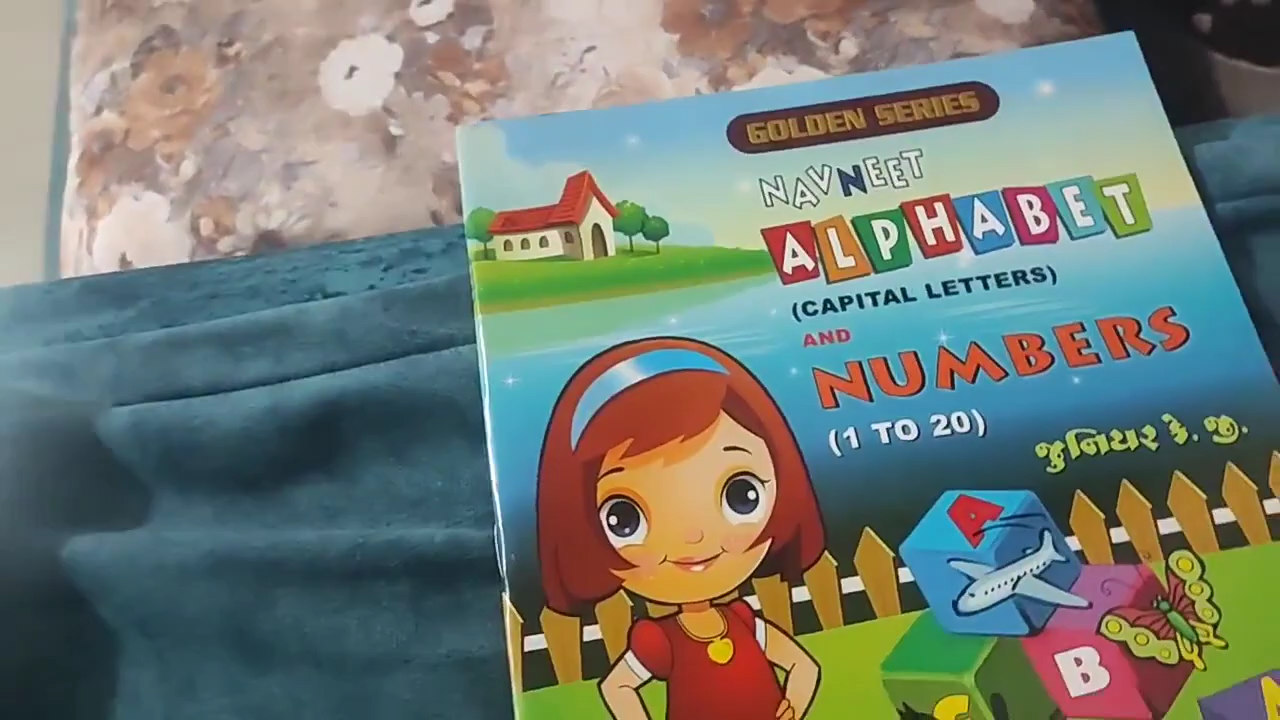 GOLDEN SERIES
NAVNEET
ALPHABET
(CAPITAL LETTERS)
AND
NUMBERS
(1 TO 20)
જુનિયર કે. જી.
A
B